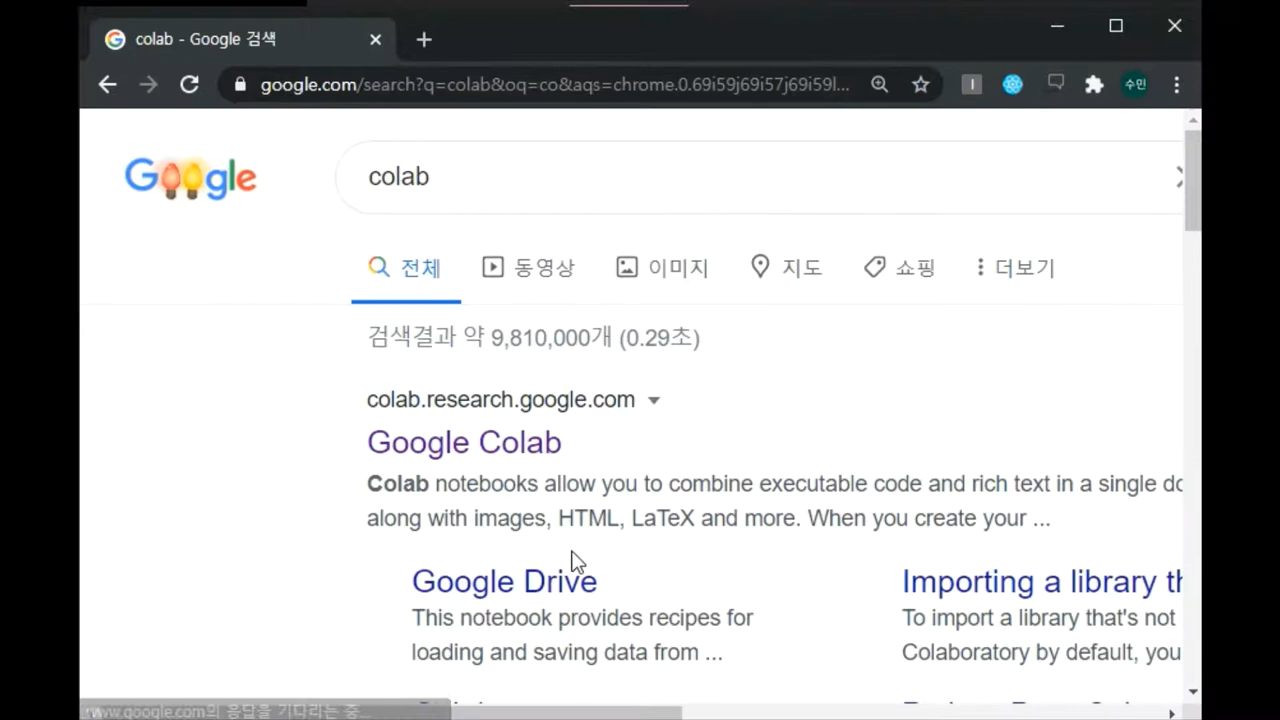 colab - Google 검색
google.com/search?q=colab&oq=co&aqs=chrome.0.69i59j69i57j69i59l...
수민
Google
colab
전체 동영상 이미지 지도 쇼핑 더보기
검색결과 약 9,810,000개 (0.29초)
colab.research.google.com
Google Colab
Colab notebooks allow you to combine executable code and rich text in a single dc
along with images, HTML, LaTeX and more. When you create your ...
Google Drive
Importing a library th
This notebook provides recipes for
To import a library that's not
loading and saving data from ...
Colaboratory by default, you
www.google.com의 응답을 기다리는 중...